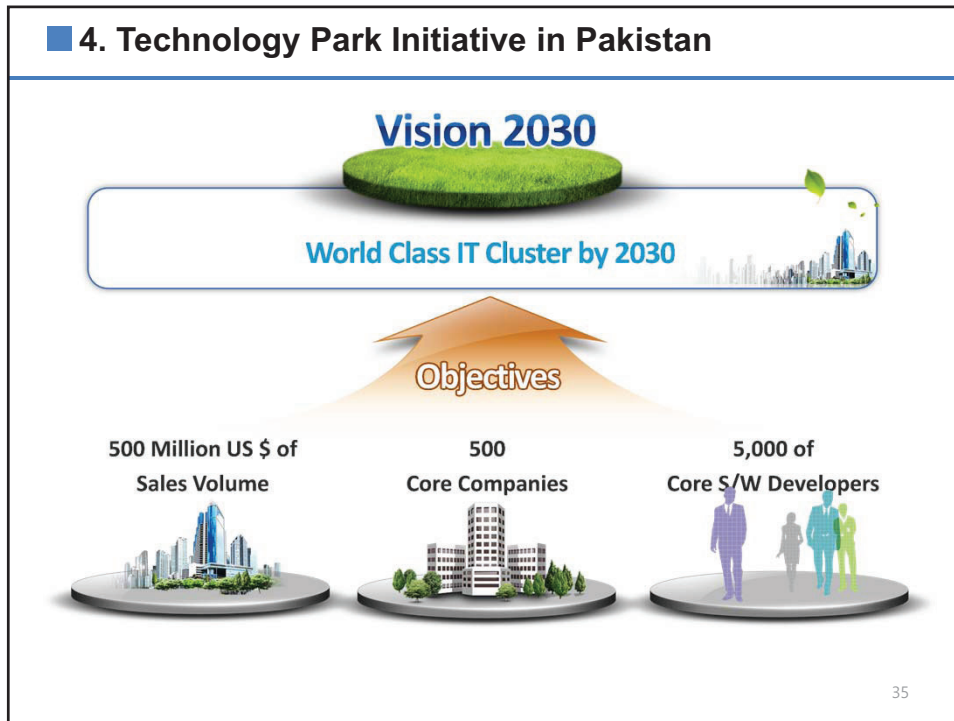 4. Technology Park Initiative in Pakistan
Vision 2030
World Class IT Cluster by 2030
Objectives
500 Million US $ of
Sales Volume
500
Core Companies
5,000 of
Core S/W Developers
35